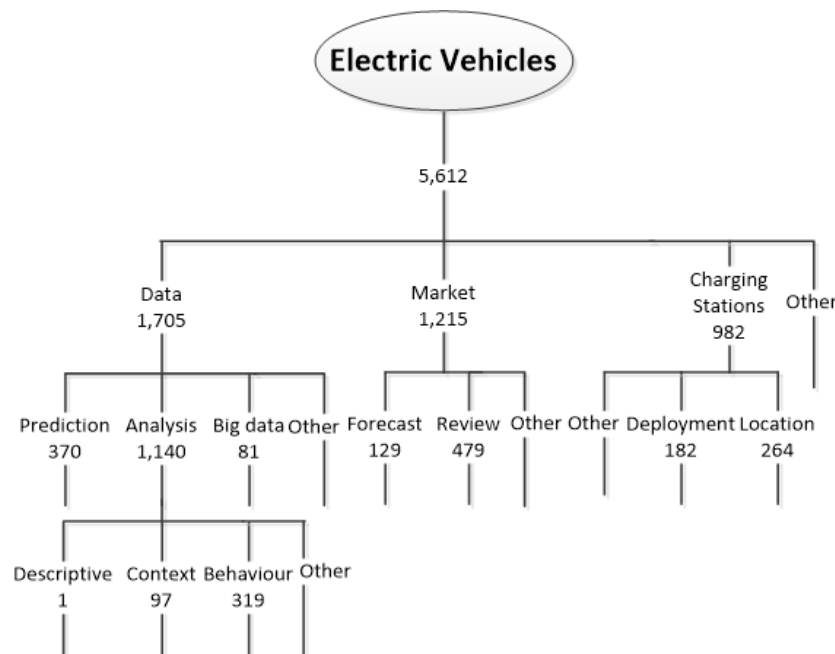 Electric Vehicles
5,612
Data
1,705
Market
1,215
Charging
Stations
982
Other
Prediction
370
Analysis
1,140
Big data
81
Other
Forecast
129
Review
479
Other
Other
Deployment
182
Location
264
Descriptive
1
Context
97
Behaviour
319
Other